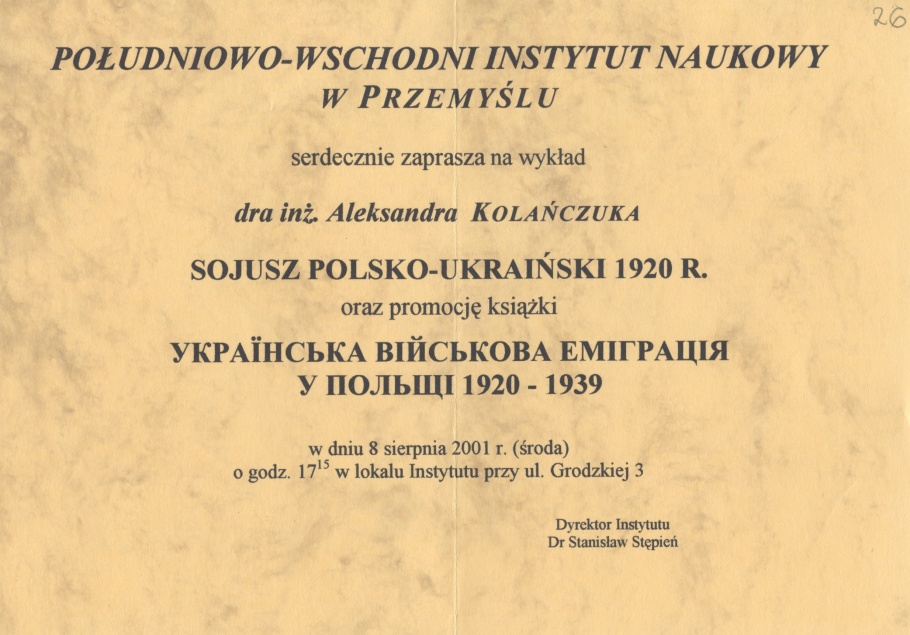 26
POŁUDNIOWO-WSCHODNI INSTYTUT NAUKOWY
W PRZEMYŚLU
serdecznie zaprasza na wykład
dra inż. Aleksandra KOLAŃCZUKA
SOJUSZ POLSKO-UKRAIŃSKI 1920 R.
oraz promocję książki
УКРАЇНСЬКА ВІЙСЬКОВА ЕМІГРАЦІЯ
У ПОЛЬЩІ 1920 - 1939
w dniu 8 sierpnia 2001 r. (środa)
o godz. 17¹⁵ w lokalu Instytutu przy ul. Grodzkiej 3
Dyrektor Instytutu
Dr Stanisław Stępień